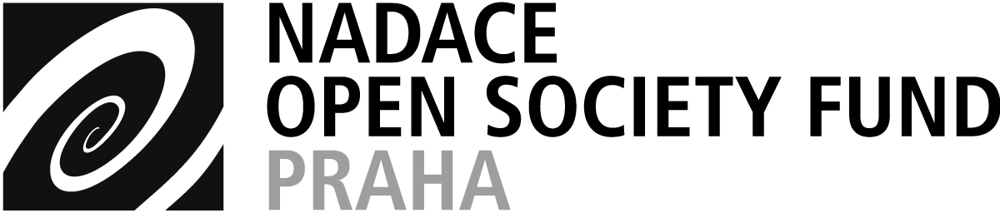 NADACE
OPEN SOCIETY FUND
PRAHA